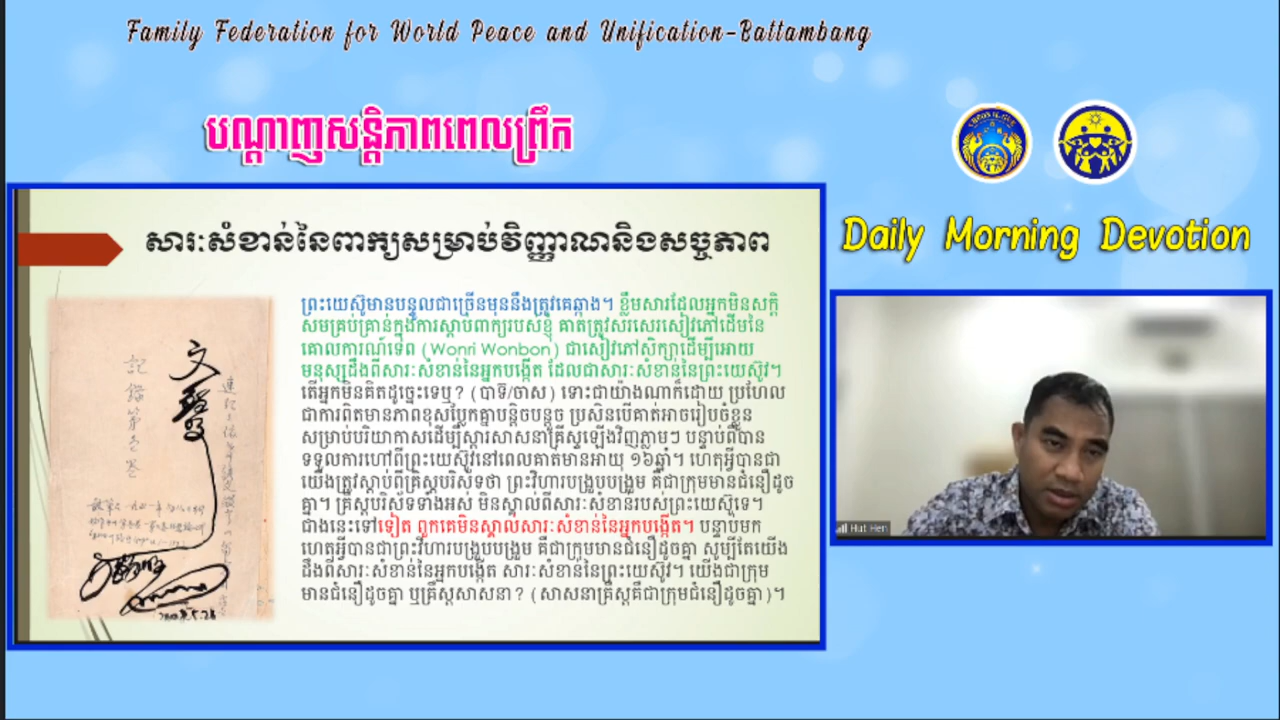 Family Federation for World Peace and Unification-Battambang
បណ្តាញសន្តិភាពពេលព្រឹក
Daily Morning Devotion
សារៈសំខាន់នៃពាក្យសម្រាប់វិញ្ញាណនិងសច្ចភាព
ព្រះយេស៊ូមានបន្ទូលជាច្រើនមុននឹងត្រូវគេឆ្កាង។ ខ្លឹមសារដែលអ្នកមិនសក្តិ
សមគ្រប់គ្រាន់ក្នុងការស្តាប់ពាក្យរបស់ខ្ញុំ គាត់ត្រូវសរសេរសៀវភៅដើមនៃ
គោលការណ៍ទេព (Wonri Wonbon) ជាសៀវភៅសិក្សាដើម្បីអោយ
មនុស្សដឹងពីសារៈសំខាន់នៃអ្នកបង្កើត ដែលជាសារៈសំខាន់នៃព្រះយេស៊ូវ។
តើអ្នកមិនគិតដូច្នេះទេឬ? (បាទ៎/ចាស) ទោះជាយ៉ាងណាក៏ដោយ ប្រហែល
ជាការពិតមានភាពខុសប្លែកគ្នាបន្តិចបន្តួច ប្រសិនបើគាត់អាចរៀបចំខ្លួន
សម្រាប់បរិយាកាសដើម្បីស្តារសាសនាគ្រីស្ទឡើងវិញភ្លាមៗ បន្ទាប់ពីបាន
ទទួលការហៅពីព្រះយេស៊ូវនៅពេលគាត់មានអាយុ ១៦ឆ្នាំ។ ហេតុអ្វីបានជា
យើងត្រូវស្តាប់ពីគ្រិស្តបរិស័ទថា ព្រះវិហារបង្រួបបង្រួម គឺជាក្រុមមានជំនឿដូច
គ្នា។ គ្រីស្តបរិស័ទទាំងអស់ មិនស្គាល់ពីសារៈសំខាន់របស់ព្រះយេស៊ូទេ។
ជាងនេះទៅទៀត ពួកគេមិនស្គាល់សារៈសំខាន់នៃអ្នកបង្កើត។ បន្ទាប់មក
ហេតុអ្វីបានជាព្រះវិហារបង្រួបបង្រួម គឺជាក្រុមមានជំនឿដូចគ្នា សូម្បីតែយើង
ដឹងពីសារៈសំខាន់នៃអ្នកបង្កើត សារៈសំខាន់នៃព្រះយេស៊ូវ។ យើងជាក្រុម
មានជំនឿដូចគ្នា ឬគ្រឹស្តសាសនា? (សាសនាគ្រឹស្តគឺជាក្រុមជំនឿដូចគ្នា)។
Hut Hen